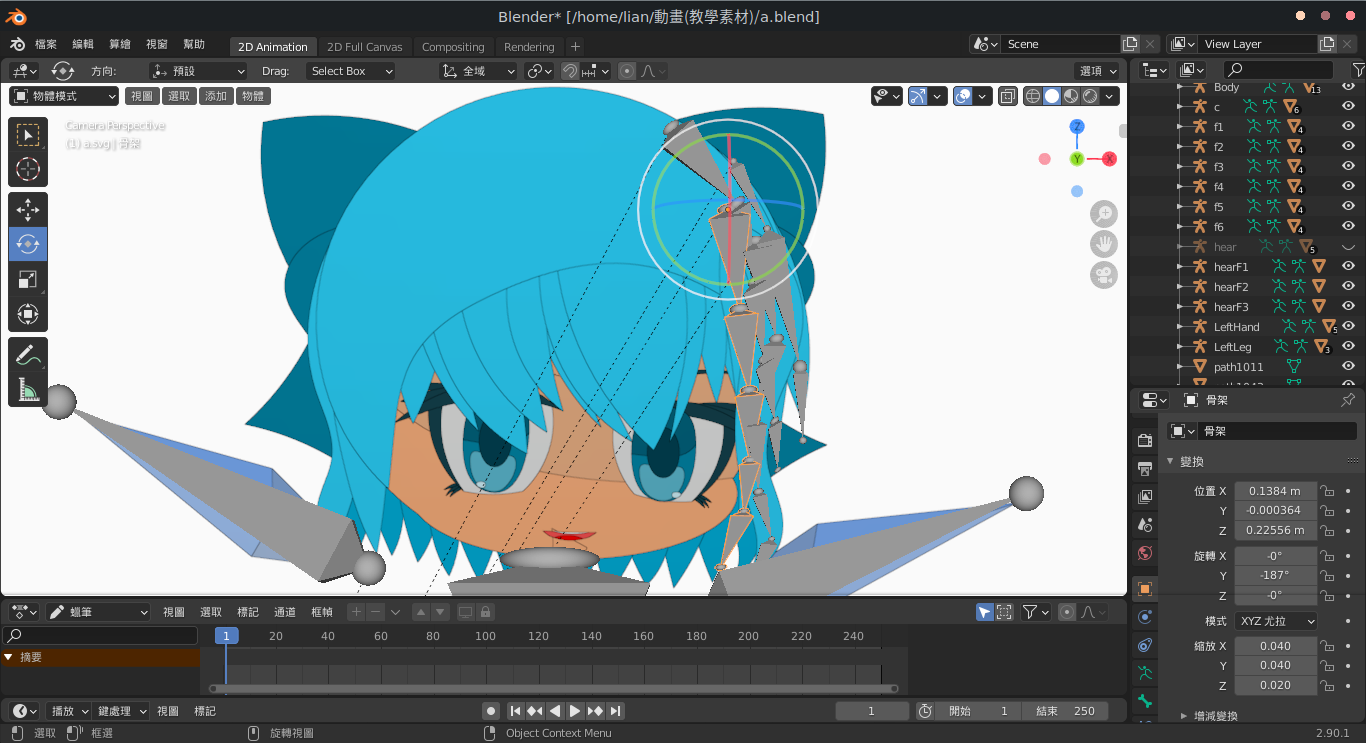 Blender* [/home/lian/動畫(教學素材)/a.blend]
檔案 編輯 算繪 視窗 幫助 2D Animation 2D Full Canvas Compositing Rendering + Scene View Layer
方向: 預設 Drag: Select Box 全域 選項
物體模式 視圖 選取 添加 物體
Camera Perspective
(1) a.svg | 骨架
Z
Y X
Body 13
c 6
f1 4
f2 4
f3 4
f4 4
f5 4
f6 4
hear 5
hearF1
hearF2
hearF3
LeftHand 5
LeftLeg 3
path1011
骨架
骨架
變換
位置 X 0.1384 m
Y -0.000364
Z 0.22556 m
旋轉 X -0°
Y -187°
Z -0°
模式 XYZ 尤拉
縮放 X 0.040
Y 0.040
Z 0.020
增減變換
蠟筆 視圖 選取 標記 通道 框幀
1 20 40 60 80 100 120 140 160 180 200 220 240
摘要
播放 鍵處理 視圖 標記 1 開始 1 結束 250
選取 框選 旋轉視圖 Object Context Menu 2.90.1